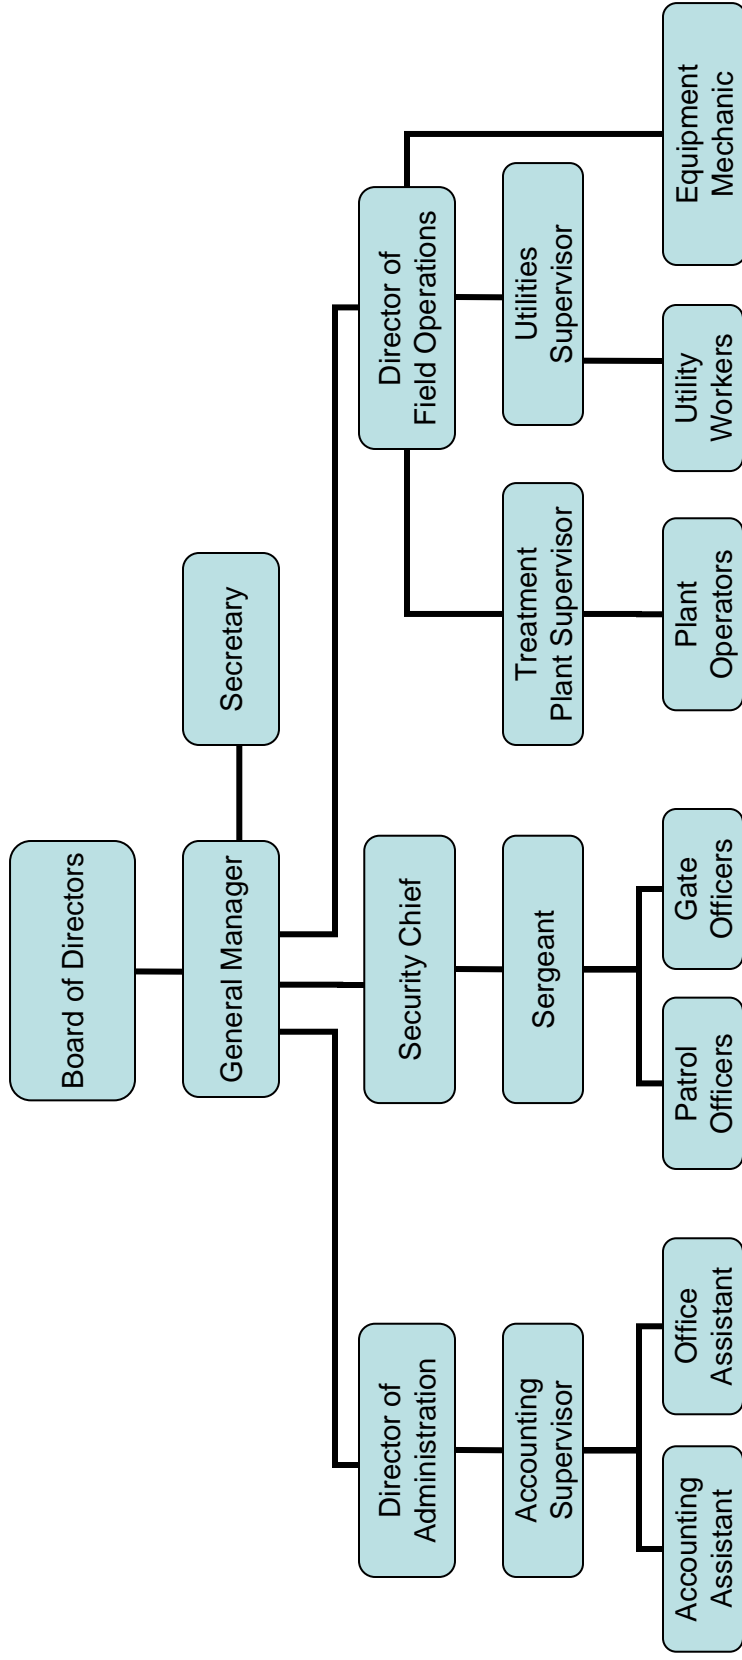 Board of Directors
General Manager
Secretary
Director of
Administration
Security Chief
Director of
Field Operations
Accounting
Supervisor
Sergeant
Treatment
Plant Supervisor
Utilities
Supervisor
Accounting
Assistant
Office
Assistant
Patrol
Officers
Gate
Officers
Plant
Operators
Utility
Workers
Equipment
Mechanic